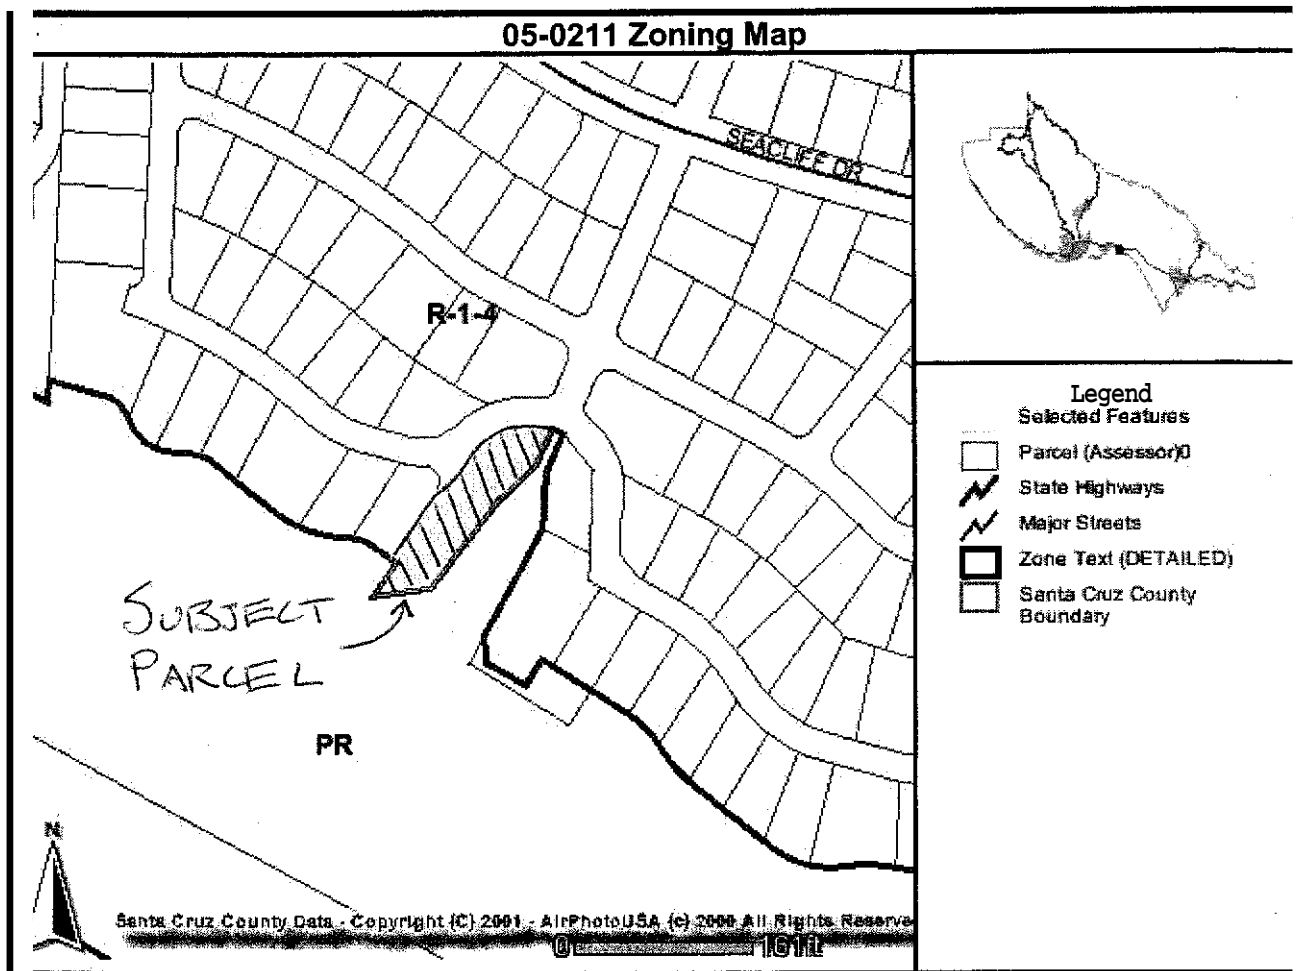 05-0211 Zoning Map
SEACLIFF DR
R-1-4
SUBJECT
PARCEL
PR
N
Santa Cruz County Data - Copyright (C) 2001 - AirPhotoUSA (c) 2000 All Rights Reserve
0 161ft
Legend
Selected Features
Parcel (Assessor)0
State Highways
Major Streets
Zone Text (DETAILED)
Santa Cruz County
Boundary